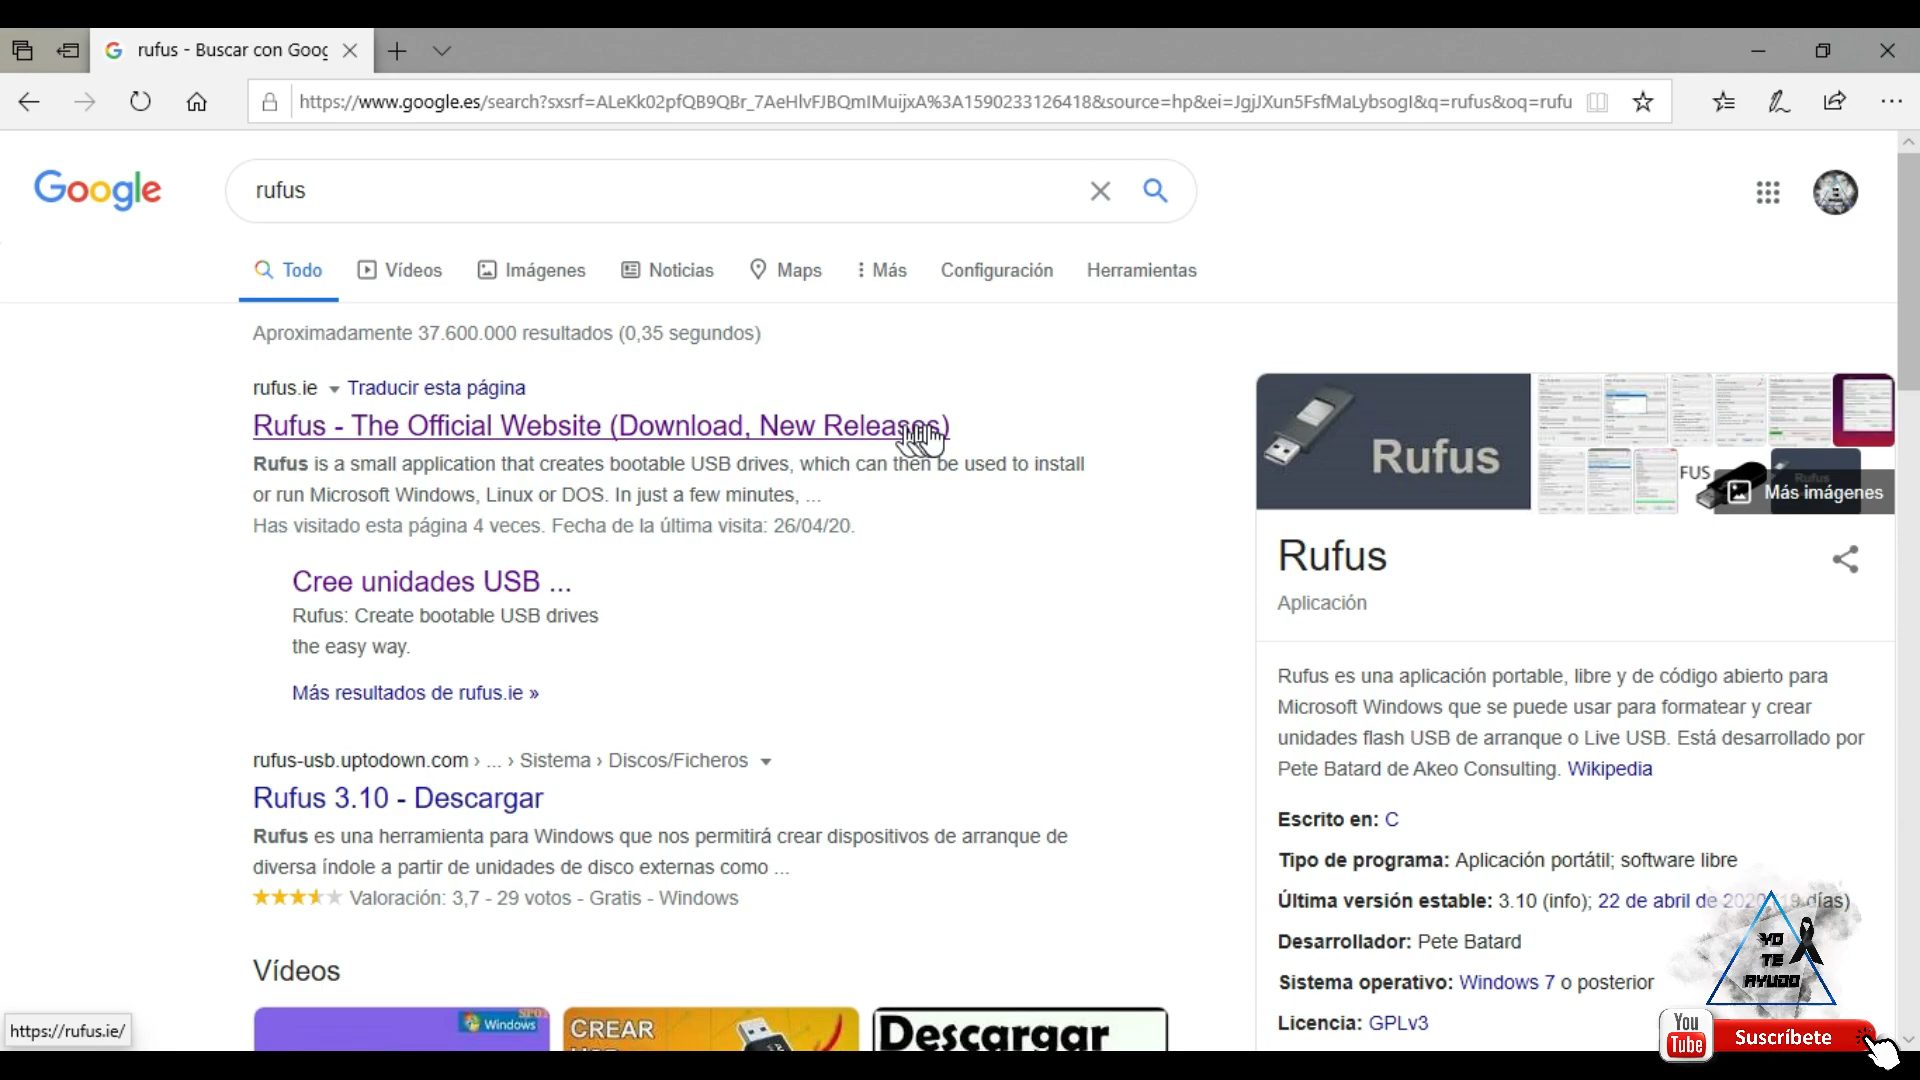 rufus - Buscar con Goog
https://www.google.es/search?sxsrf=ALeKk02pfQB9QBr_7AeHlvFJBQmIMuijxA%3A1590233126418&source=hp&ei=JgjJXun5FsfMaLybsogI&q=rufus&oq=rufu
Google
rufus
Todo Vídeos Imágenes Noticias Maps Más Configuración Herramientas
Aproximadamente 37.600.000 resultados (0,35 segundos)
rufus.ie Traducir esta página
Rufus - The Official Website (Download, New Releases)
Rufus is a small application that creates bootable USB drives, which can then be used to install
or run Microsoft Windows, Linux or DOS. In just a few minutes, ...
Has visitado esta página 4 veces. Fecha de la última visita: 26/04/20.
Cree unidades USB ...
Rufus: Create bootable USB drives
the easy way.
Más resultados de rufus.ie »
rufus-usb.uptodown.com › ... › Sistema › Discos/Ficheros
Rufus 3.10 - Descargar
Rufus es una herramienta para Windows que nos permitirá crear dispositivos de arranque de
diversa índole a partir de unidades de disco externas como ...
Valoración: 3,7 - 29 votos - Gratis - Windows
Vídeos
Windows
CREAR
Descargar
https://rufus.ie/
Rufus
FUS
Rufus
Más imágenes
Rufus
Aplicación
Rufus es una aplicación portable, libre y de código abierto para
Microsoft Windows que se puede usar para formatear y crear
unidades flash USB de arranque o Live USB. Está desarrollado por
Pete Batard de Akeo Consulting. Wikipedia
Escrito en: C
Tipo de programa: Aplicación portátil; software libre
Última versión estable: 3.10 (info); 22 de abril de 2020 (19 días)
Desarrollador: Pete Batard
Sistema operativo: Windows 7 o posterior
Licencia: GPLv3
YO
TE
AYUDO
You
Tube
Suscríbete